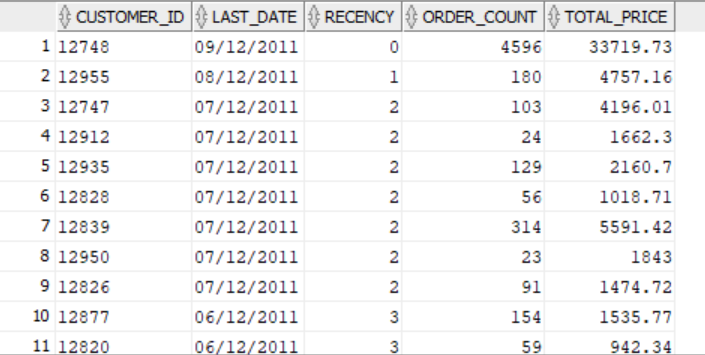 CUSTOMER_ID LAST_DATE RECENCY ORDER_COUNT TOTAL_PRICE
1 12748 09/12/2011 0 4596 33719.73
2 12955 08/12/2011 1 180 4757.16
3 12747 07/12/2011 2 103 4196.01
4 12912 07/12/2011 2 24 1662.3
5 12935 07/12/2011 2 129 2160.7
6 12828 07/12/2011 2 56 1018.71
7 12839 07/12/2011 2 314 5591.42
8 12950 07/12/2011 2 23 1843
9 12826 07/12/2011 2 91 1474.72
10 12877 06/12/2011 3 154 1535.77
11 12820 06/12/2011 3 59 942.34